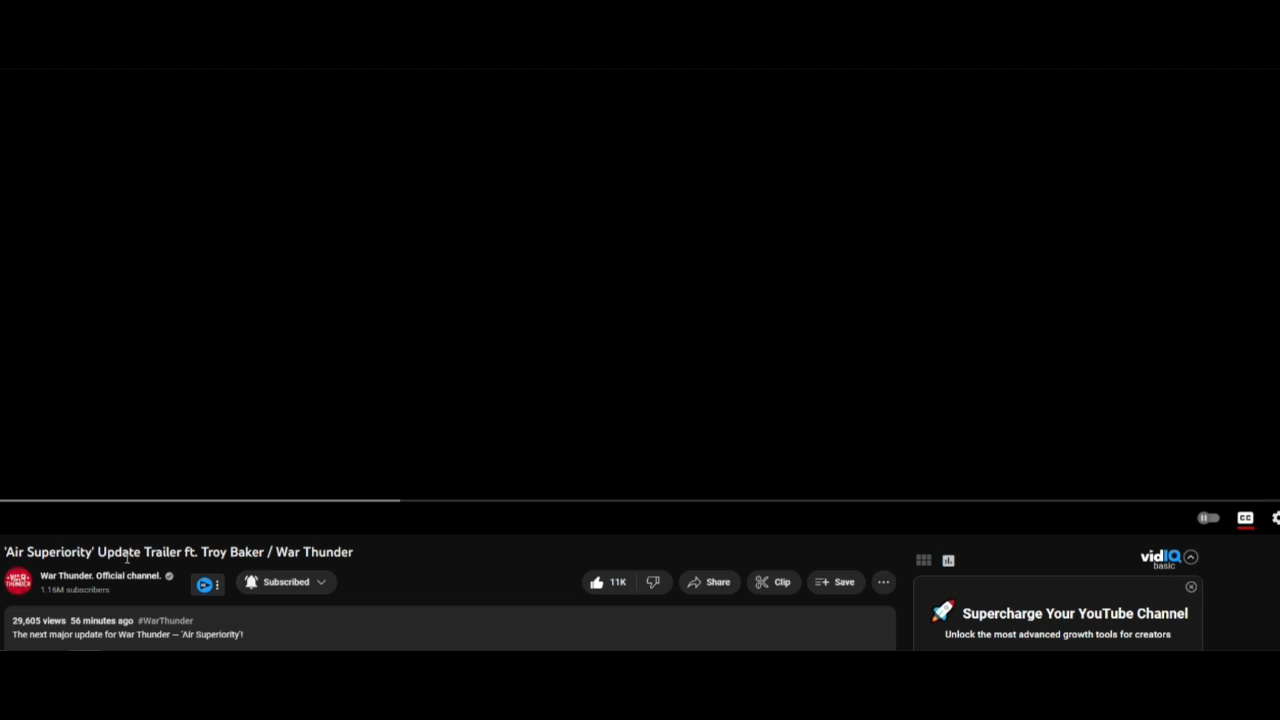 CC
'Air Superiority' Update Trailer ft. Troy Baker / War Thunder
War Thunder. Official channel.
1.16M subscribers
Subscribed
11K
Share
Clip
Save
29,605 views 56 minutes ago #WarThunder
The next major update for War Thunder — 'Air Superiority'!
vidIQ
basic
Supercharge Your YouTube Channel
Unlock the most advanced growth tools for creators